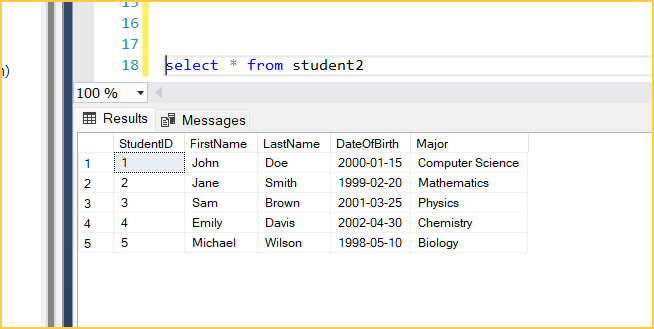 15
16
17
18 select * from student2
n)
100 %
Results Messages
StudentID FirstName LastName DateOfBirth Major
1 1 John Doe 2000-01-15 Computer Science
2 2 Jane Smith 1999-02-20 Mathematics
3 3 Sam Brown 2001-03-25 Physics
4 4 Emily Davis 2002-04-30 Chemistry
5 5 Michael Wilson 1998-05-10 Biology